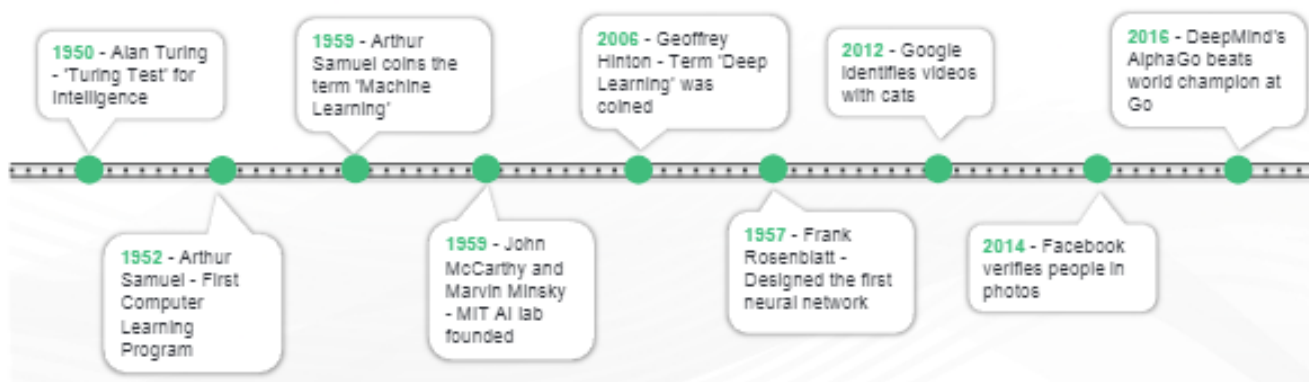 1950 - Alan Turing
- 'Turing Test' for
Intelligence
1952 - Arthur
Samuel - First
Computer
Learning
Program
1959 - Arthur
Samuel coins the
term 'Machine
Learning'
1959 - John
McCarthy and
Marvin Minsky
- MIT AI lab
founded
2006 - Geoffrey
Hinton - Term 'Deep
Learning' was
coined
1957 - Frank
Rosenblatt -
Designed the first
neural network
2012 - Google
identifies videos
with cats
2014 - Facebook
verifies people in
photos
2016 - DeepMind's
AlphaGo beats
world champion at
Go